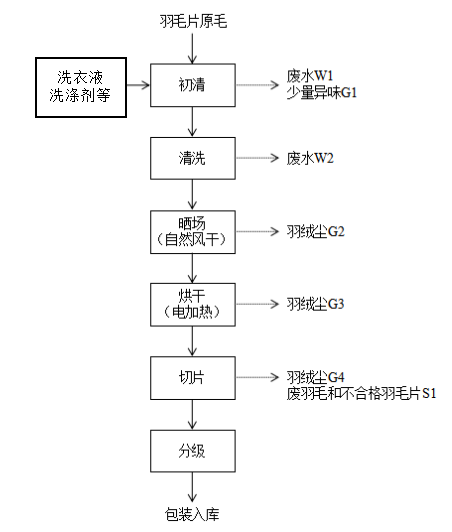 羽毛片原毛
洗衣液
洗涤剂等
初清
废水W1
少量异味G1
清洗
废水W2
晒场
（自然风干）
羽绒尘G2
烘干
（电加热）
羽绒尘G3
切片
羽绒尘G4
废羽毛和不合格羽毛片S1
分级
包装入库